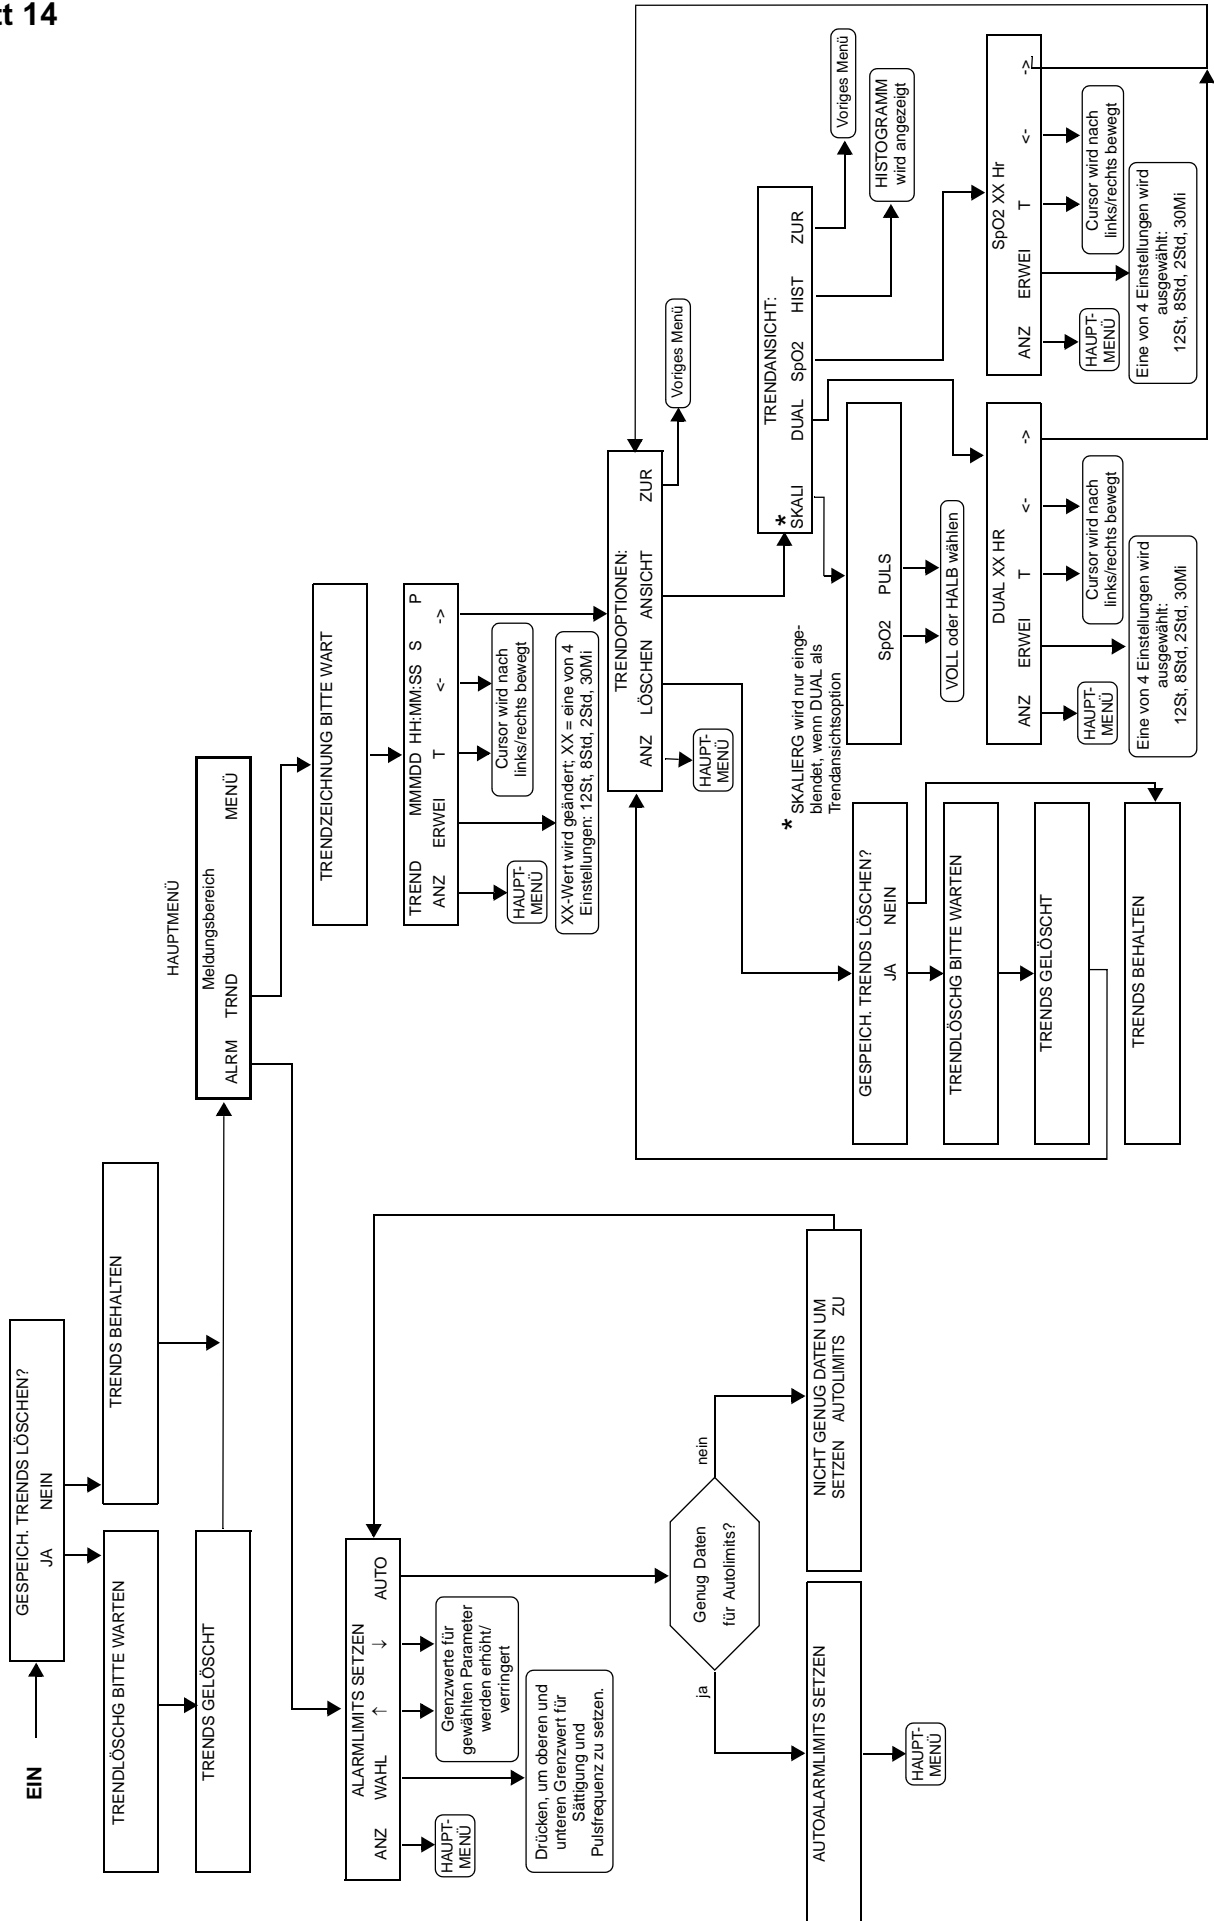 tt 14
EIN
GESPEICH. TRENDS LÖSCHEN?
JA NEIN
TRENDLÖSCHG BITTE WARTEN
TRENDS BEHALTEN
TRENDS GELÖSCHT
HAUPTMENÜ
Meldungsbereich
ALRM TRND MENÜ
ALARMLIMITS SETZEN
ANZ WAHL ↑ ↓ AUTO
HAUPT-
MENÜ
Grenzwerte für
gewählten Parameter
werden erhöht/
verringert
Drücken, um oberen und
unteren Grenzwert für
Sättigung und
Pulsfrequenz zu setzen.
Genug Daten
für Autolimits?
ja
nein
AUTOALARMLIMITS SETZEN
HAUPT-
MENÜ
NICHT GENUG DATEN UM
SETZEN AUTOLIMITS ZU
TRENDZEICHNUNG BITTE WART
TREND MMMDD HH:MM:SS S P
ANZ ERWEI T <- ->
HAUPT-
MENÜ
Cursor wird nach
links/rechts bewegt
XX-Wert wird geändert; XX = eine von 4
Einstellungen: 12St, 8Std, 2Std, 30Mi
TRENDOPTIONEN:
ANZ LÖSCHEN ANSICHT ZUR
HAUPT-
MENÜ
Voriges Menü
TRENDANSICHT:
* SKALI DUAL SpO2 HIST ZUR
Voriges Menü
HISTOGRAMM
wird angezeigt
* SKALIERG wird nur einge-
blendet, wenn DUAL als
Trendansichtsoption
SpO2 PULS
VOLL oder HALB wählen
GESPEICH. TRENDS LÖSCHEN?
JA NEIN
TRENDLÖSCHG BITTE WARTEN
TRENDS GELÖSCHT
TRENDS BEHALTEN
DUAL XX HR
ANZ ERWEI T <- ->
HAUPT-
MENÜ
Cursor wird nach
links/rechts bewegt
Eine von 4 Einstellungen wird
ausgewählt:
12St, 8Std, 2Std, 30Mi
SpO2 XX Hr
ANZ ERWEI T <- ->
HAUPT-
MENÜ
Cursor wird nach
links/rechts bewegt
Eine von 4 Einstellungen wird
ausgewählt:
12St, 8Std, 2Std, 30Mi